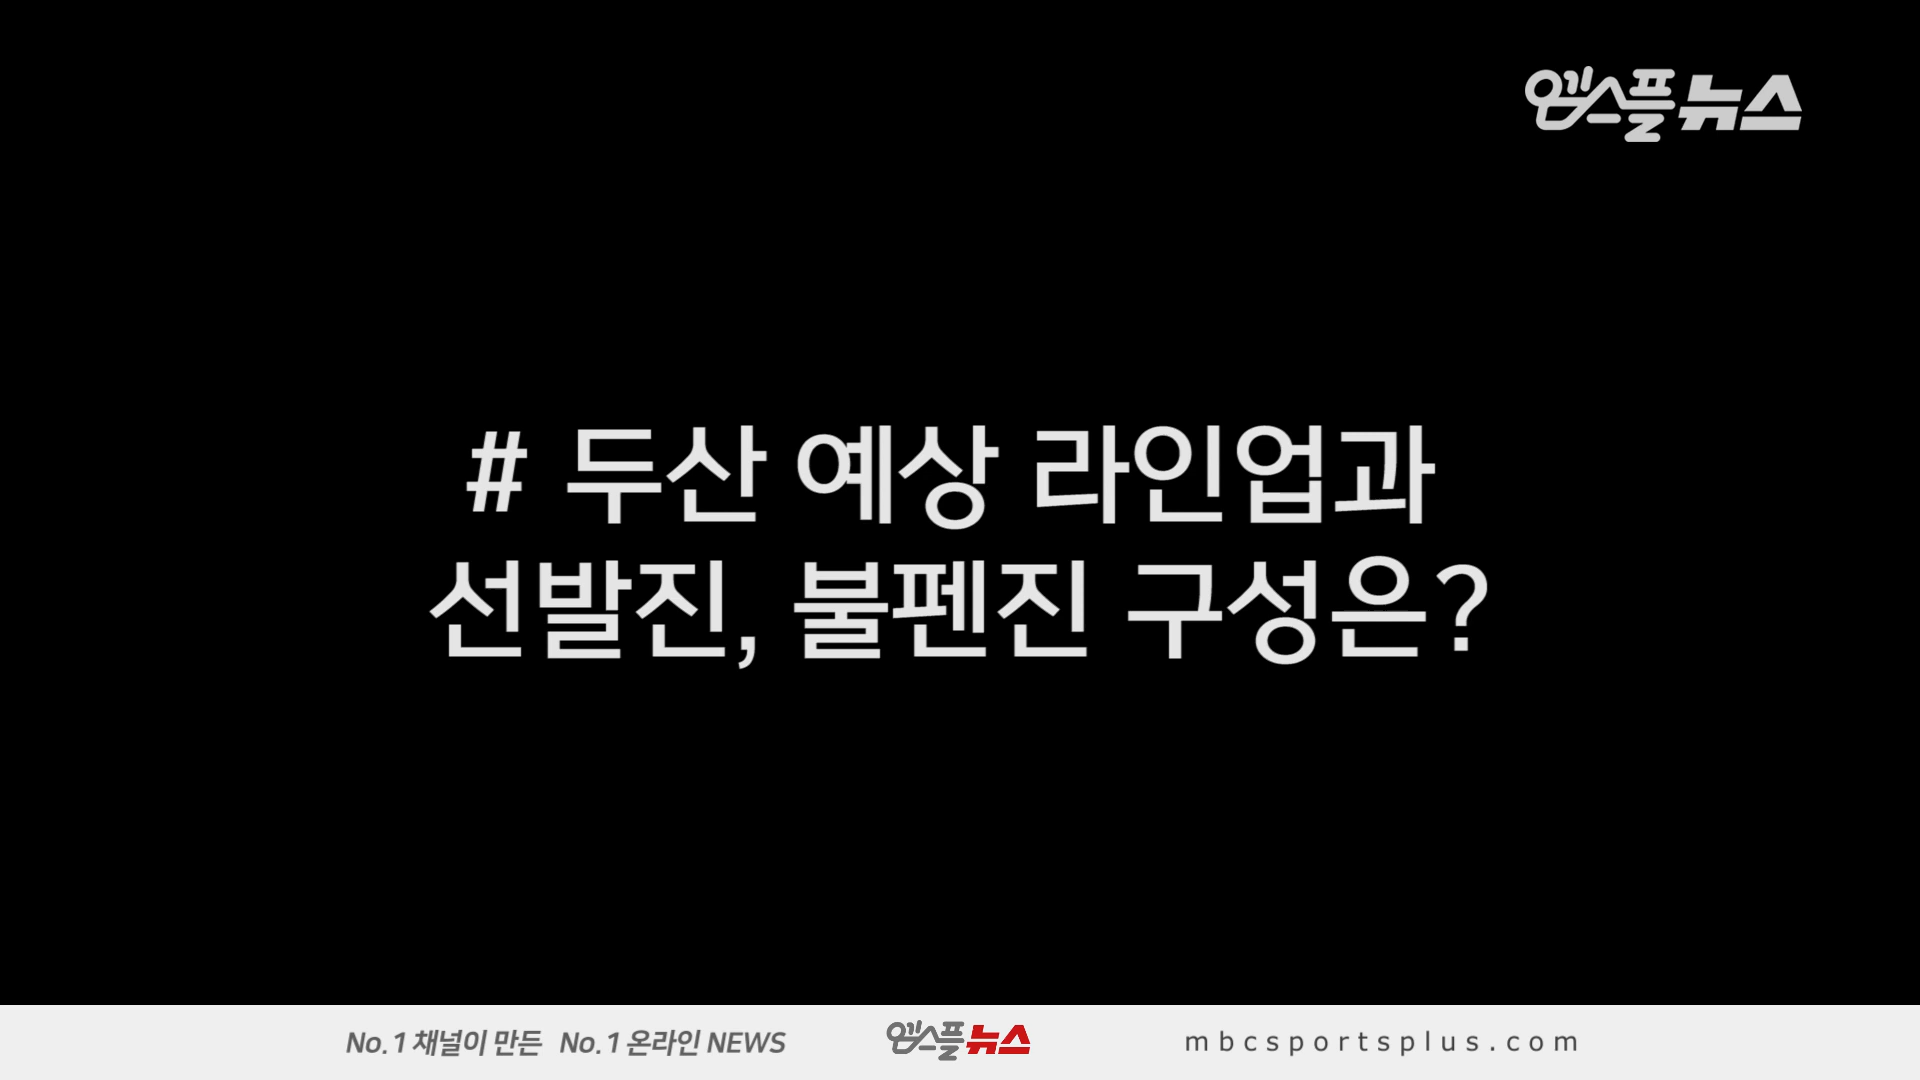 엠스플뉴스
# 두산 예상 라인업과
선발진, 불펜진 구성은?
No.1 채널이 만든 No.1 온라인 NEWS
엠스플뉴스
mbcsportsplus.com